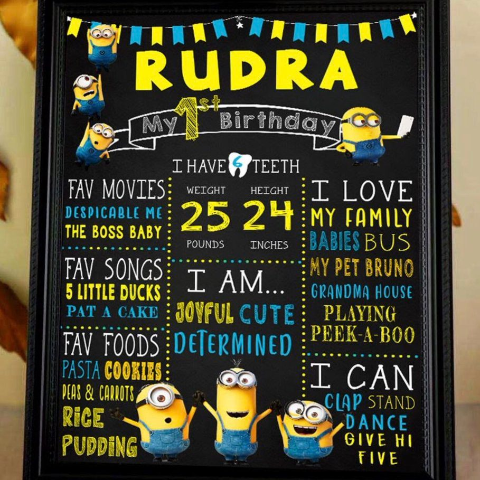 RUDRA
My 1st Birthday
I HAVE 6 TEETH
FAV MOVIES
DESPICABLE ME
THE BOSS BABY
FAV SONGS
5 LITTLE DUCKS
PAT A CAKE
FAV FOODS
PASTA COOKIES
PEAS & CARROTS
RICE
PUDDING
WEIGHT HEIGHT
25 24
POUNDS INCHES
I AM...
JOYFUL CUTE
DETERMINED
I LOVE
MY FAMILY
BABIES BUS
MY PET BRUNO
GRANDMA HOUSE
PLAYING
PEEK-A-BOO
I CAN
CLAP STAND
DANCE
GIVE HI
FIVE